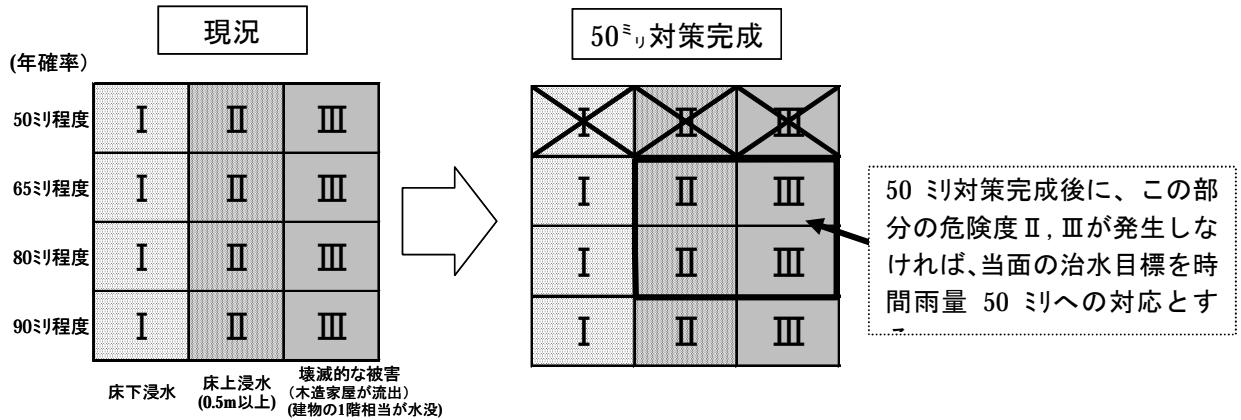 現況
50ミリ対策完成
(年確率)
50ミリ程度 I II III
65ミリ程度 I II III
80ミリ程度 I II III
90ミリ程度 I II III
床下浸水
床上浸水
(0.5m以上)
壊滅的な被害
(木造家屋が流出)
(建物の1階相当が水没)
I II III
I II III
I II III
I II III
50 ミリ対策完成後に、この部
分の危険度Ⅱ,Ⅲが発生しな
ければ、当面の治水目標を時
間雨量 50 ミリへの対応とす